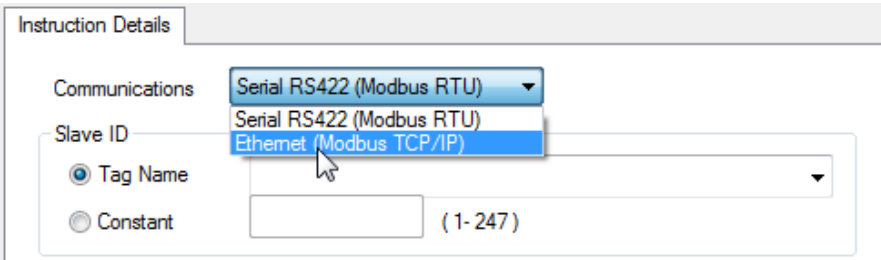 Instruction Details
Communications Serial RS422 (Modbus RTU)
Serial RS422 (Modbus RTU)
Slave ID
Ethernet (Modbus TCP/IP)
Tag Name
Constant ( 1- 247 )